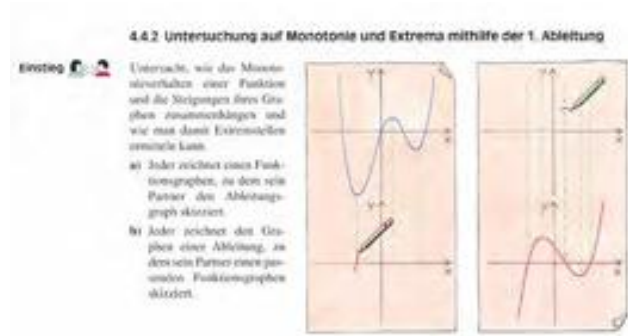 4.4.2 Untersuchung auf Monotonie und Extrema mithilfe der 1. Ableitung
Einstieg
Untersucht, wie das Monoto-
nieverhalten einer Funktion
und die Steigungen ihres Gra-
phen zusammenhängen und
wie man damit Extremstellen
ermitteln kann.
a) Jeder zeichnet einen Funk-
tionsgraphen, zu dem sein
Partner den Ableitungs-
graph skizziert.
b) Jeder zeichnet den Gra-
phen einer Ableitung, zu
dem sein Partner einen pas-
senden Funktionsgraphen
skizziert.
y
x
y
x
y
x
y
x